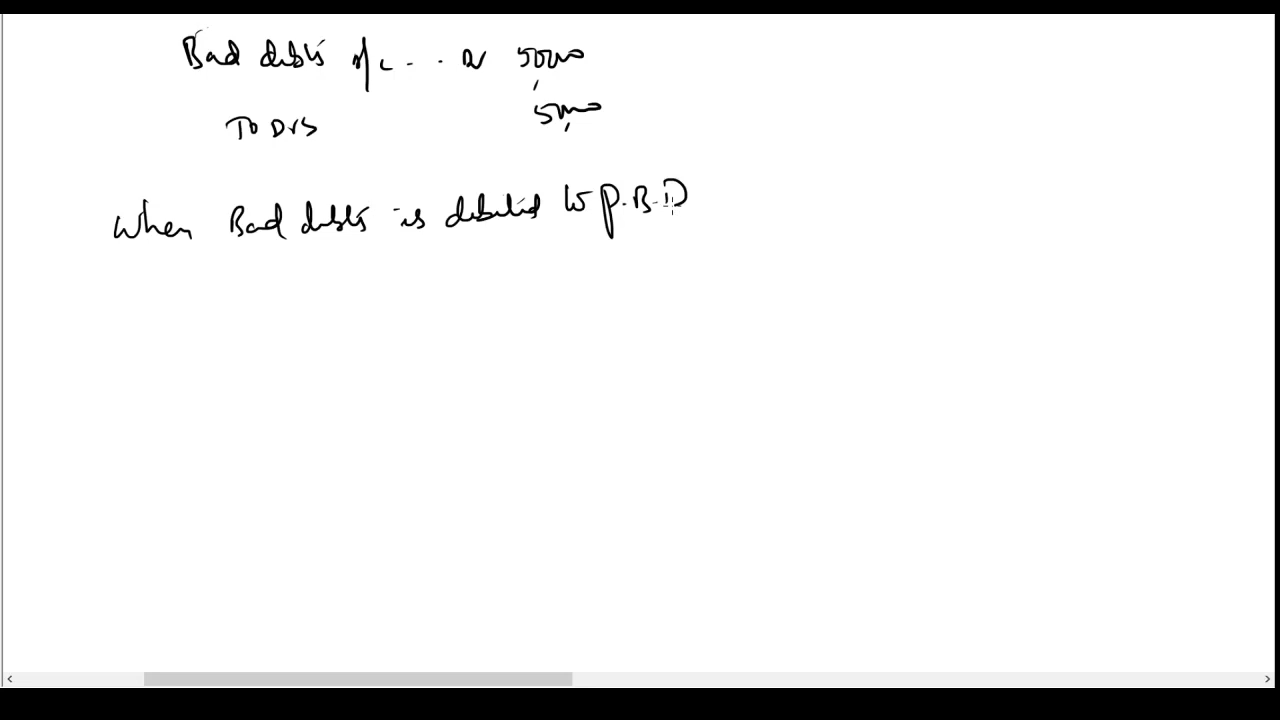 Bad debts a/c . . . Dr 5000
To Drs 5000
When Bad debts is debited to P.B.D